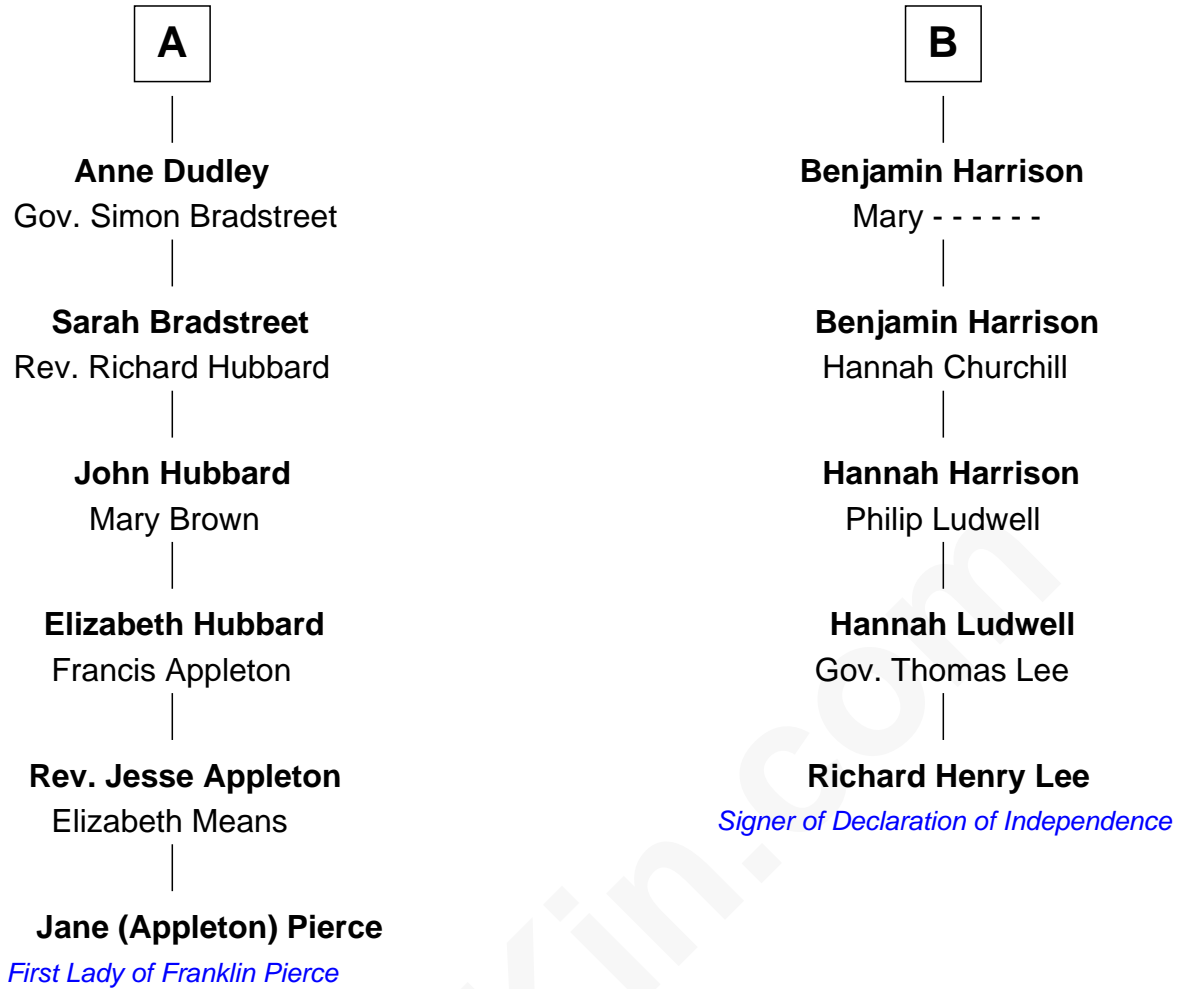 A
Anne Dudley
Gov. Simon Bradstreet
Sarah Bradstreet
Rev. Richard Hubbard
John Hubbard
Mary Brown
Elizabeth Hubbard
Francis Appleton
Rev. Jesse Appleton
Elizabeth Means
Jane (Appleton) Pierce
First Lady of Franklin Pierce
B
Benjamin Harrison
Mary - - - - - -
Benjamin Harrison
Hannah Churchill
Hannah Harrison
Philip Ludwell
Hannah Ludwell
Gov. Thomas Lee
Richard Henry Lee
Signer of Declaration of Independence